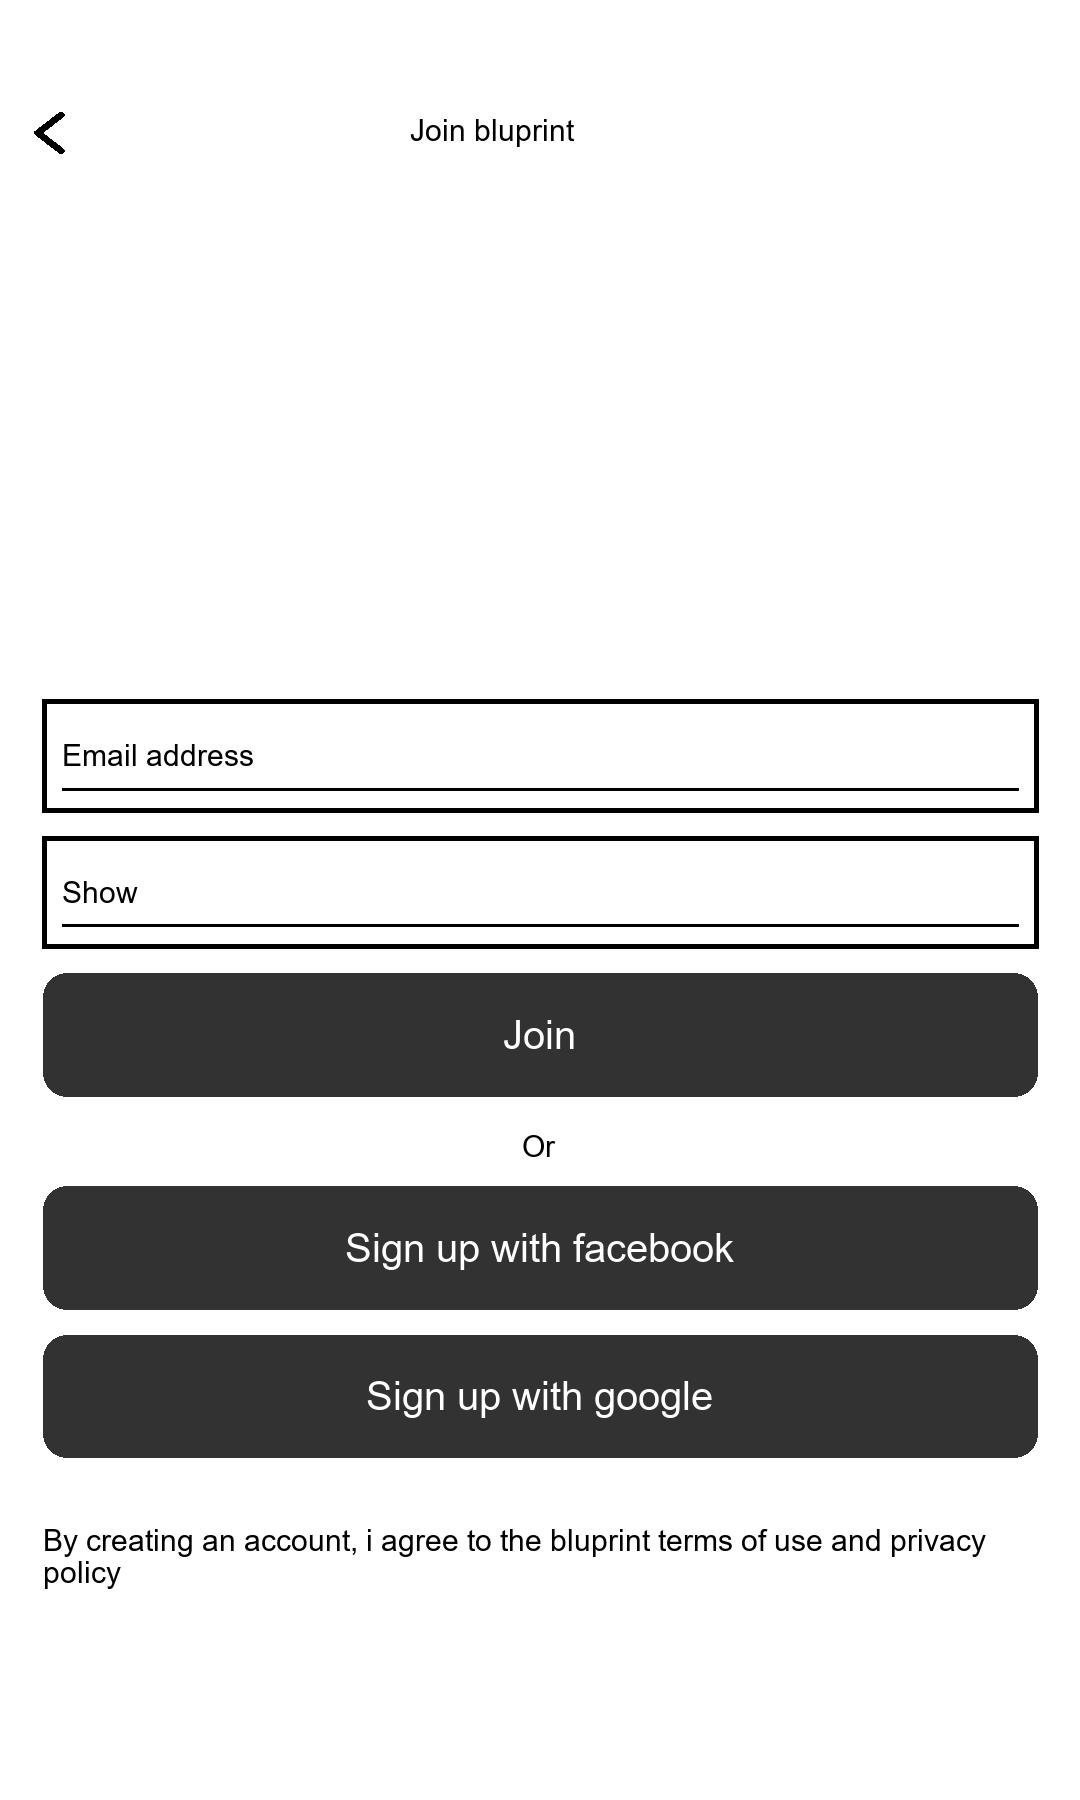 Join bluprint
Email address
Show
Join
Or
Sign up with facebook
Sign up with google
By creating an account, i agree to the bluprint terms of use and privacy
policy